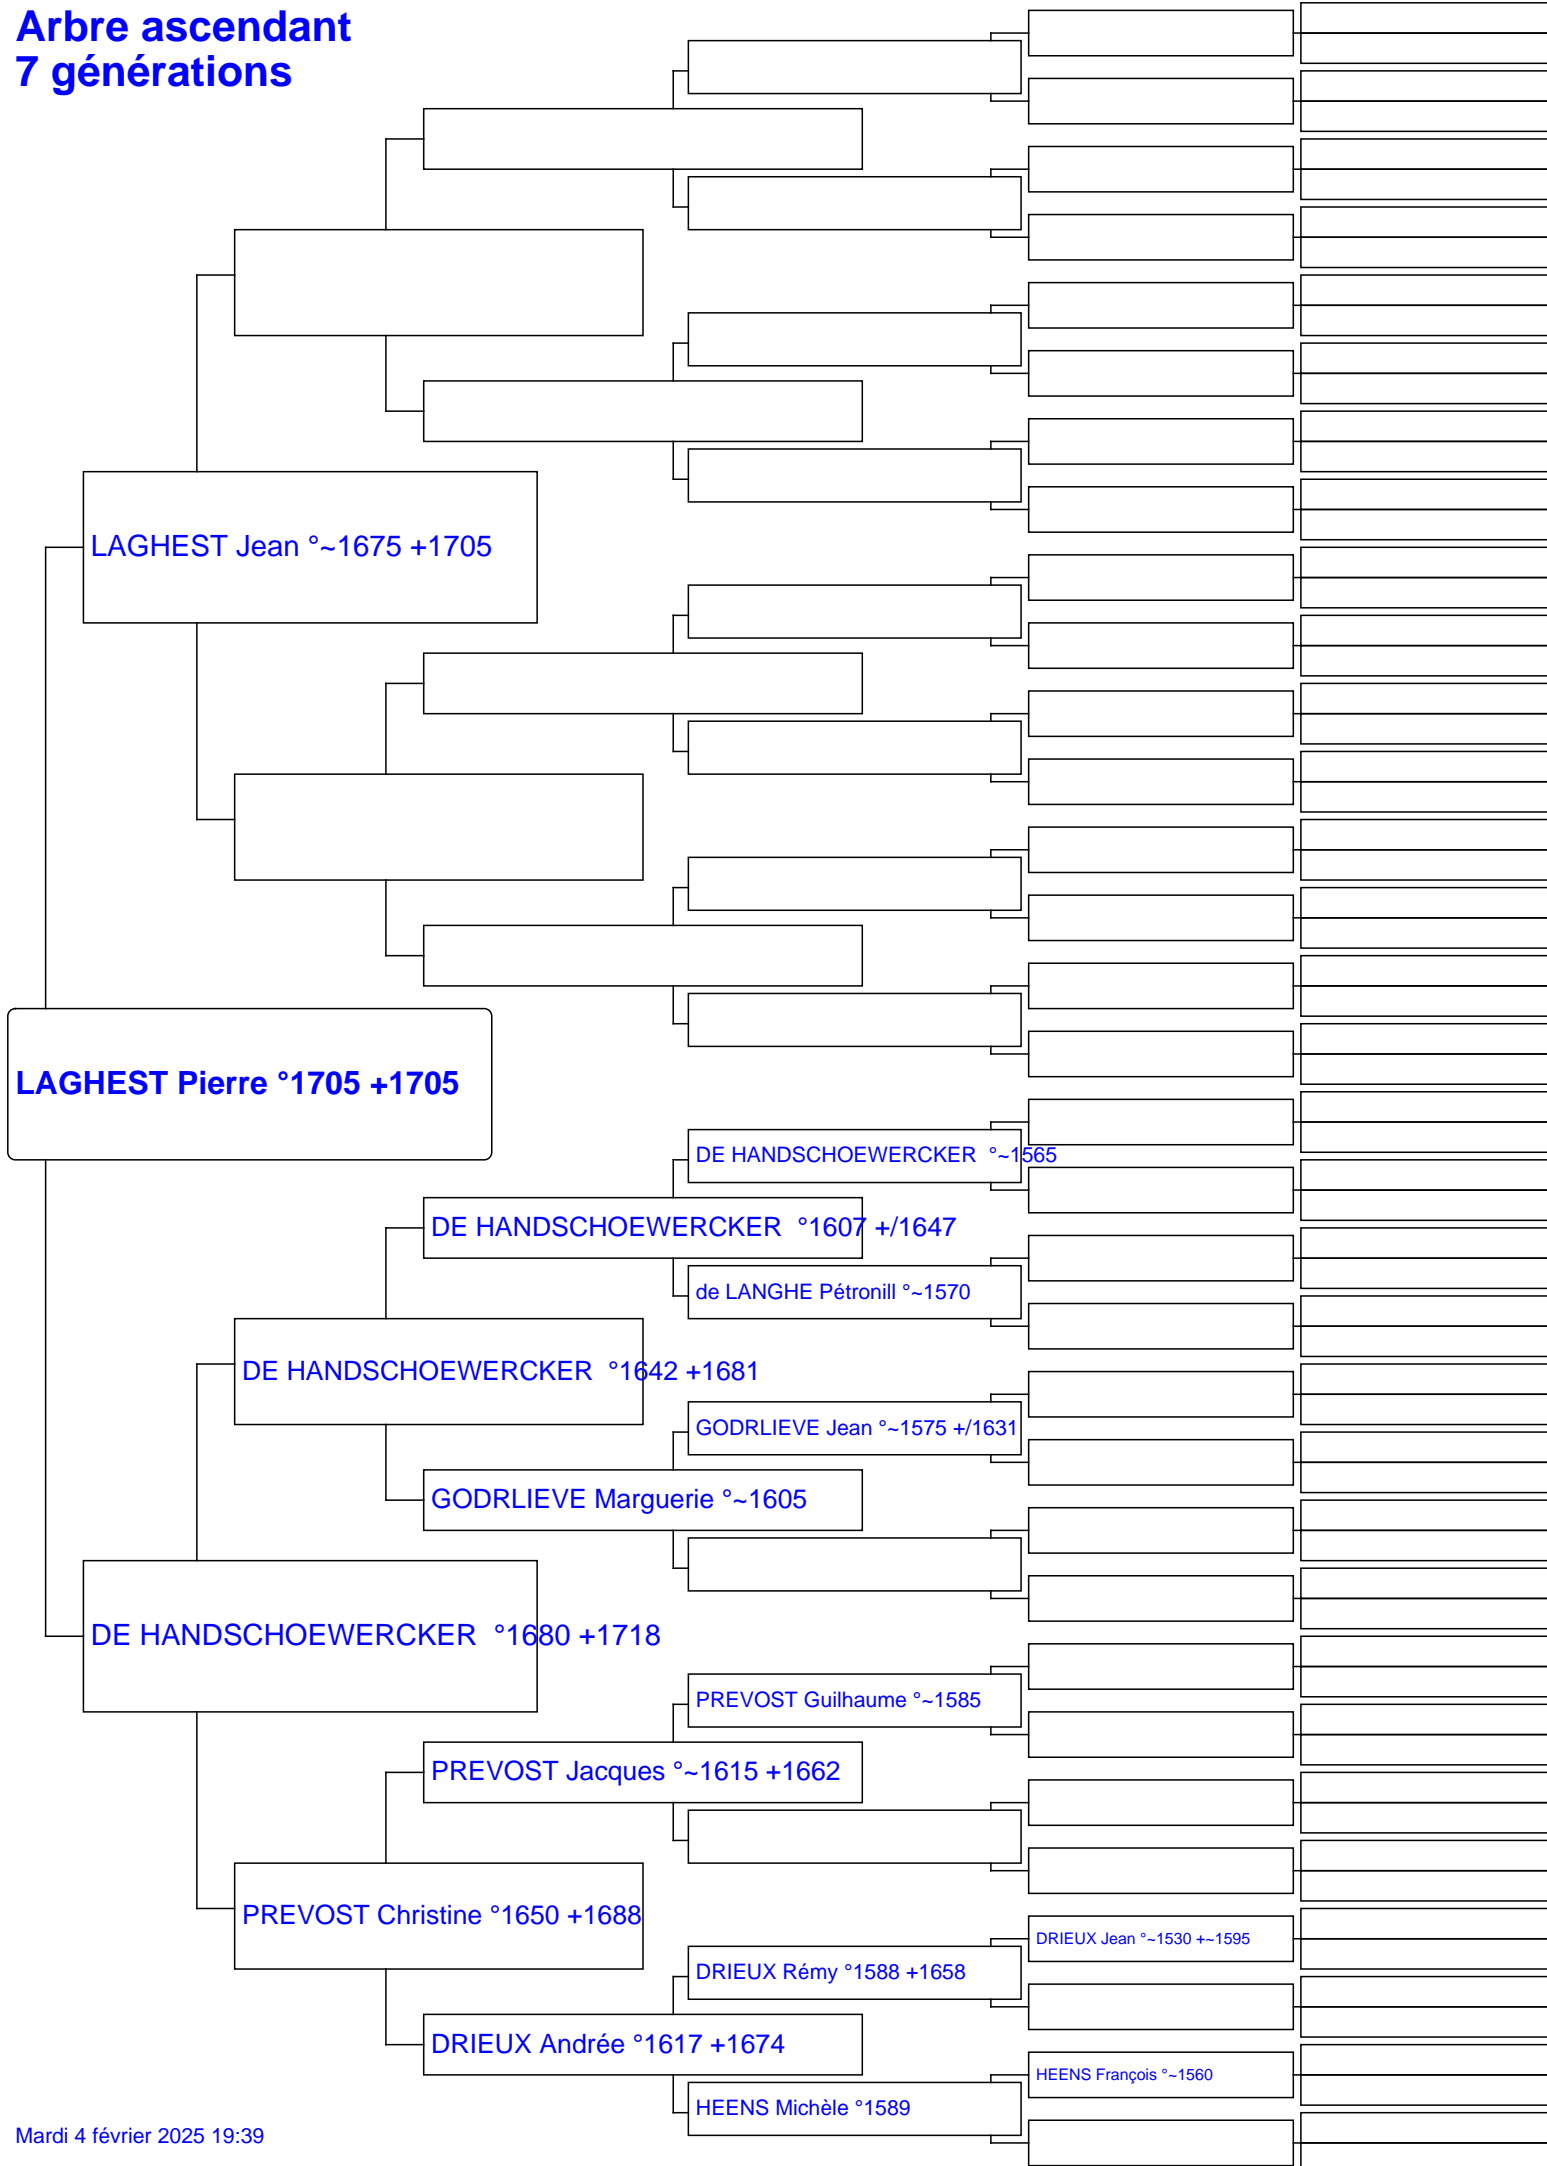 Arbre ascendant
7 générations
LAGHEST Jean °~1675 +1705
LAGHEST Pierre °1705 +1705
DE HANDSCHOEWERCKER  °~1565
DE HANDSCHOEWERCKER  °1607 +/1647
de LANGHE Pétronill °~1570
DE HANDSCHOEWERCKER  °1642 +1681
GODRLIEVE Jean °~1575 +/1631
GODRLIEVE Marguerie °~1605
DE HANDSCHOEWERCKER  °1680 +1718
PREVOST Guilhaume °~1585
PREVOST Jacques °~1615 +1662
PREVOST Christine °1650 +1688
DRIEUX Jean °~1530 +~1595
DRIEUX Rémy °1588 +1658
DRIEUX Andrée °1617 +1674
HEENS François °~1560
HEENS Michèle °1589
Mardi 4 février 2025 19:39